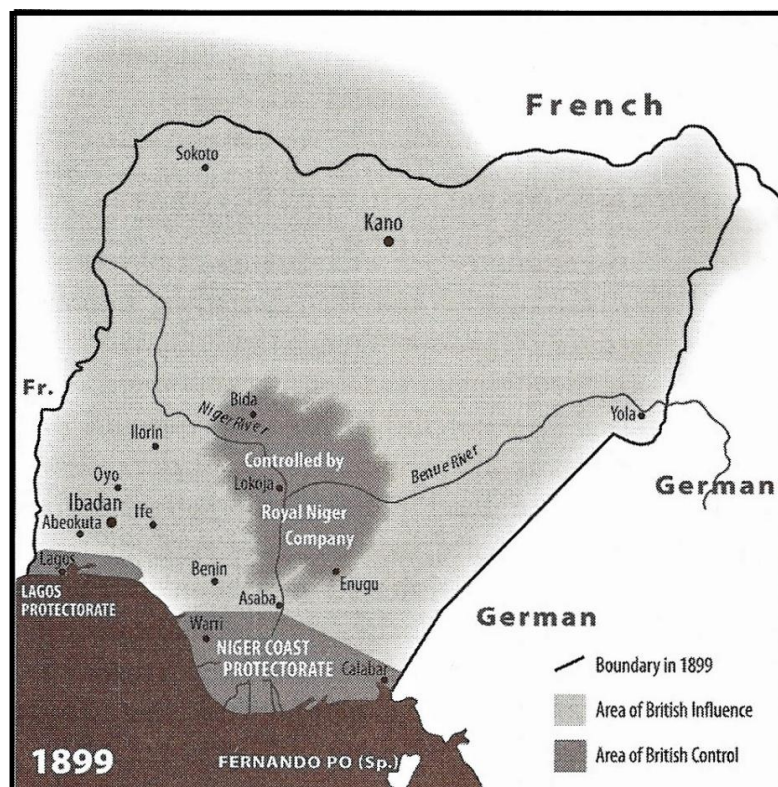 French
Sokoto
Kano
Fr.
Bida
Niger River
Yola
Ilorin
Benue River
Controlled by
Oyo
Lokoja
German
Ibadan
Royal Niger
Abeokuta
Ife
Company
Lagos
Benin
Enugu
LAGOS
PROTECTORATE
Asaba
German
Warri
NIGER COAST
PROTECTORATE
Calabar
Boundary in 1899
Area of British Influence
Area of British Control
1899
FERNANDO PO (Sp.)